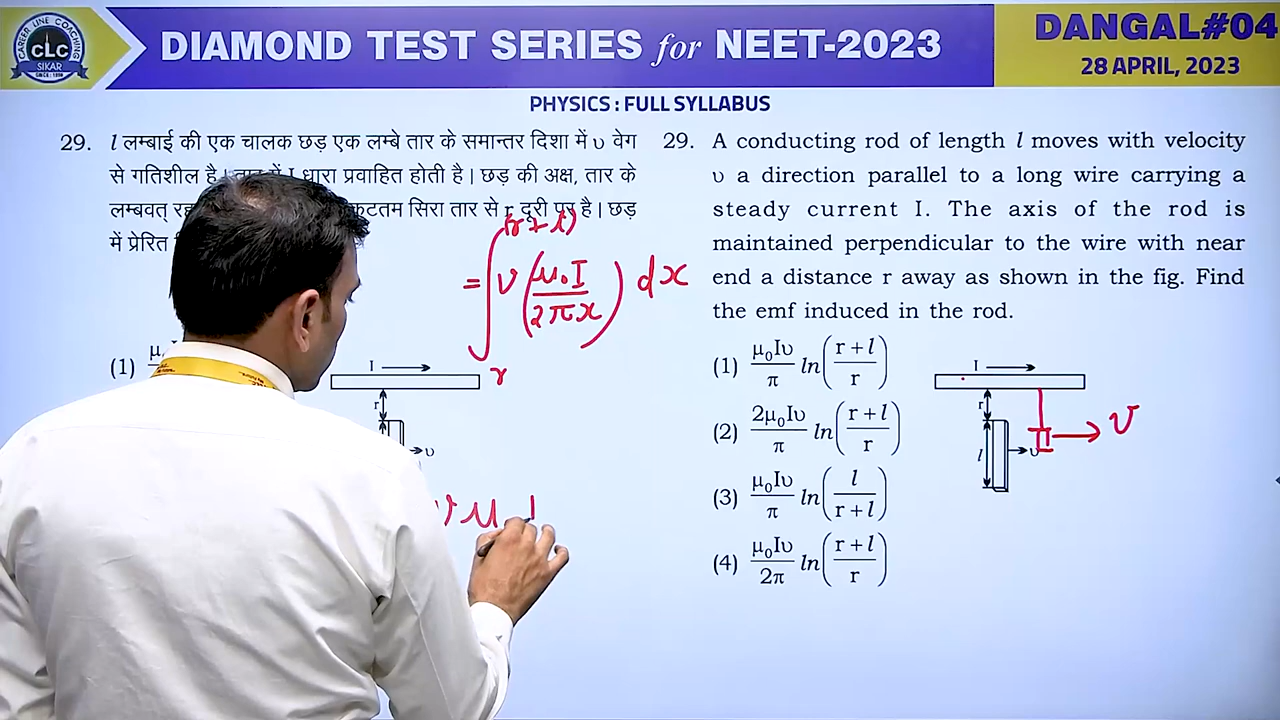 CAREER LINE COACHING
CLC
SIKAR
SINCE : 1996
DIAMOND TEST SERIES for NEET-2023
DANGAL#04
28 APRIL, 2023
PHYSICS : FULL SYLLABUS
29. l लम्बाई की एक चालक छड़ एक लम्बे तार के समान्तर दिशा में υ वेग
से गतिशील है। तार में I धारा प्रवाहित होती है। छड़ की अक्ष, तार के
लम्बवत् दूरी पर है। छड़
में प्रेरित
(1) μ
I
r
υ
= ∫ᵣ^(r+l) v (μ₀I / 2πx) dx
v μ
29. A conducting rod of length l moves with velocity
υ a direction parallel to a long wire carrying a
steady current I. The axis of the rod is
maintained perpendicular to the wire with near
end a distance r away as shown in the fig. Find
the emf induced in the rod.
(1) μ₀Iυ/π ln((r+l)/r)
(2) 2μ₀Iυ/π ln((r+l)/r)
(3) μ₀Iυ/π ln(l/(r+l))
(4) μ₀Iυ/2π ln((r+l)/r)
I
r
l
υ
v